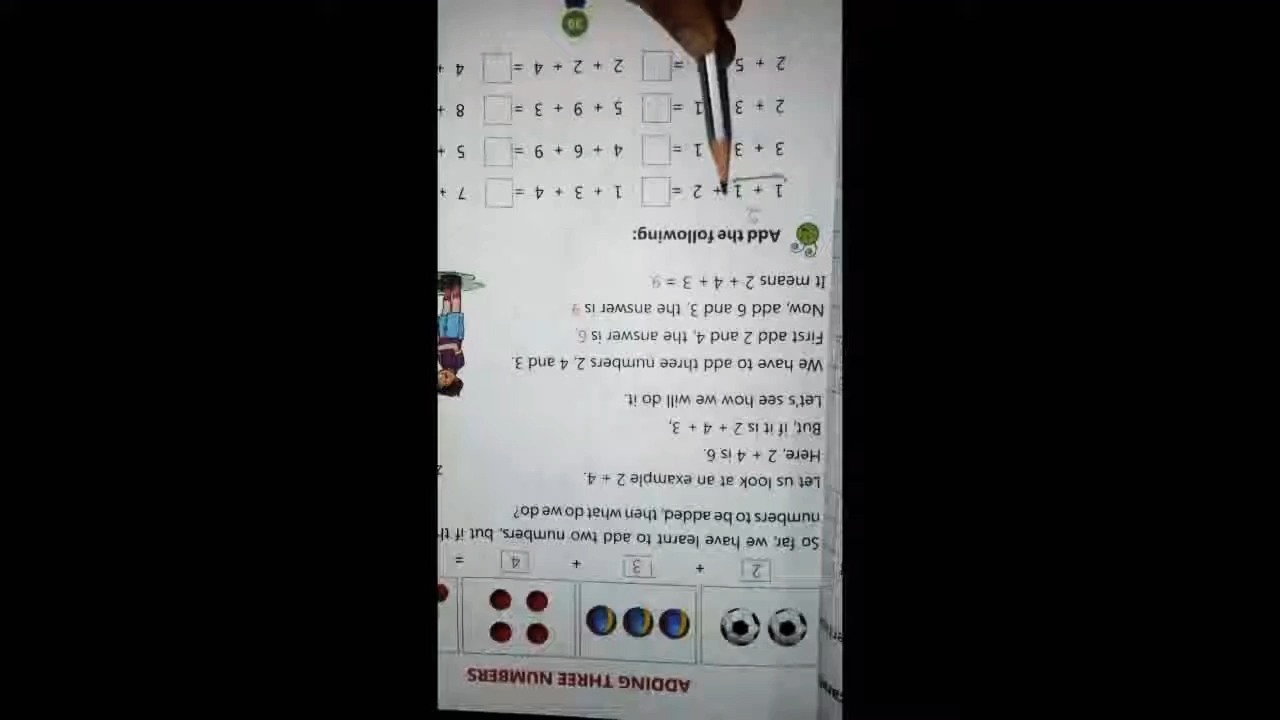 ADDING THREE NUMBERS
2 + 3 + 4 =
So far, we have learnt to add two numbers, but if
numbers to be added, then what do we do?
Let us look at an example 2 + 4.
Here, 2 + 4 is 6.
But, if it is 2 + 4 + 3,
Let's see how we will do it.
We have to add three numbers 2, 4 and 3.
First add 2 and 4, the answer is 6
Now, add 6 and 3, the answer is 9
It means 2 + 4 + 3 = 9
Add the following:
2
1 + 1 + 2 = 1 + 3 + 4 = 7 +
3 + 3 1 = 4 + 6 + 9 = 5 +
2 + 3 1 = 5 + 9 + 3 = 8 +
2 + 5 = 2 + 2 + 4 = 4 +